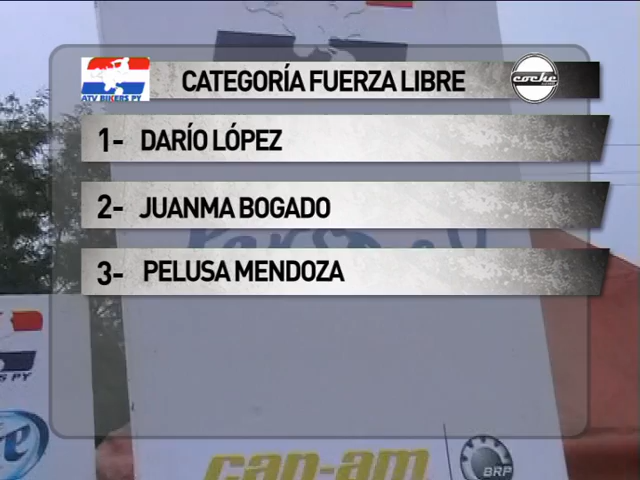 ATV BIKERS PY
CATEGORÍA FUERZA LIBRE
coche
1- DARÍO LÓPEZ
2- JUANMA BOGADO
3- PELUSA MENDOZA
S PY
can-am
BRP